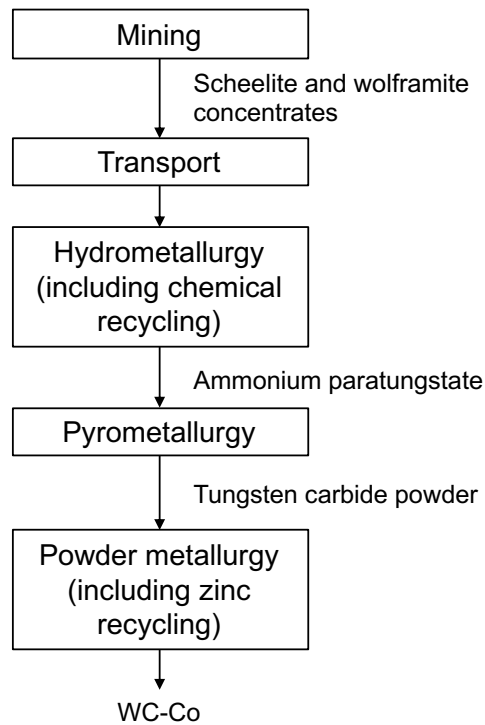 Mining
Scheelite and wolframite
concentrates
Transport
Hydrometallurgy
(including chemical
recycling)
Ammonium paratungstate
Pyrometallurgy
Tungsten carbide powder
Powder metallurgy
(including zinc
recycling)
WC-Co